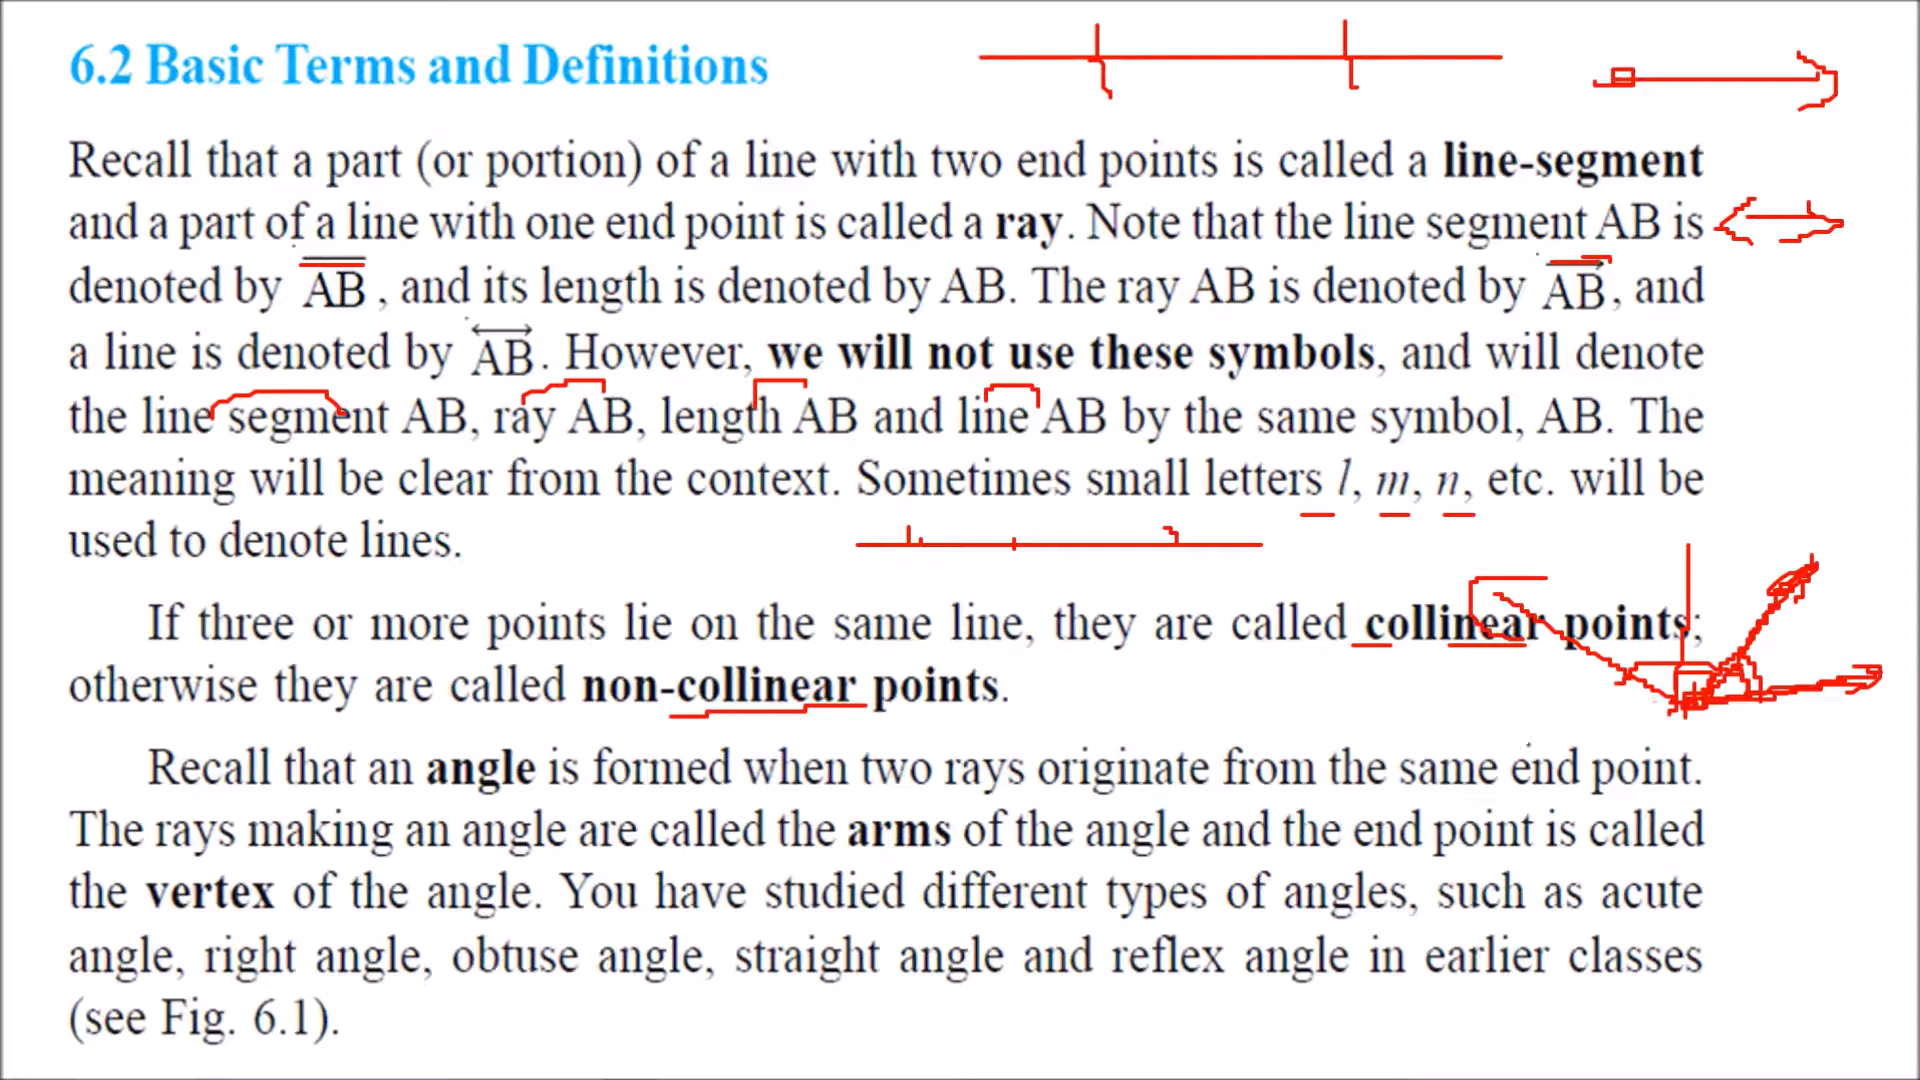 6.2 Basic Terms and Definitions
Recall that a part (or portion) of a line with two end points is called a line-segment
and a part of a line with one end point is called a ray. Note that the line segment AB is
denoted by A̅B̅, and its length is denoted by AB. The ray AB is denoted by AB⃗, and
a line is denoted by AB⃡. However, we will not use these symbols, and will denote
the line segment AB, ray AB, length AB and line AB by the same symbol, AB. The
meaning will be clear from the context. Sometimes small letters l, m, n, etc. will be
used to denote lines.
If three or more points lie on the same line, they are called collinear points;
otherwise they are called non-collinear points.
Recall that an angle is formed when two rays originate from the same end point.
The rays making an angle are called the arms of the angle and the end point is called
the vertex of the angle. You have studied different types of angles, such as acute
angle, right angle, obtuse angle, straight angle and reflex angle in earlier classes
(see Fig. 6.1).